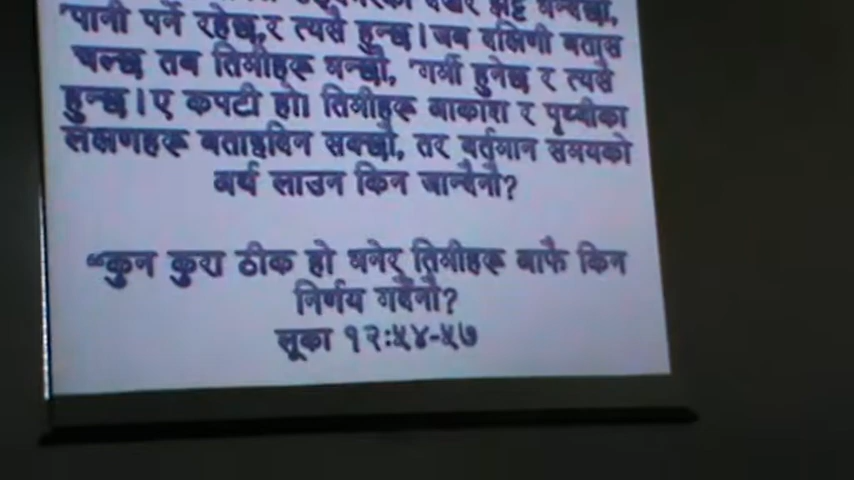 देखेर झट्ट भन्दछौ,
'पानी पर्ने रहेछ,र त्यसै हुन्छ।जब दक्षिणी बतास
चल्छ तब तिमीहरू भन्छौ, 'गर्मी हुनेछ र त्यसै
हुन्छ।ए कपटी हो। तिमीहरू आकाश र पृथ्वीका
लक्षणहरू बताइदिन सक्छौ, तर वर्तमान समयको
अर्थ लाउन किन जान्दैनौ?
“कुन कुरा ठीक हो भनेर तिमीहरू आफै किन
निर्णय गर्दैनौ?
लूका १२:५४-५७